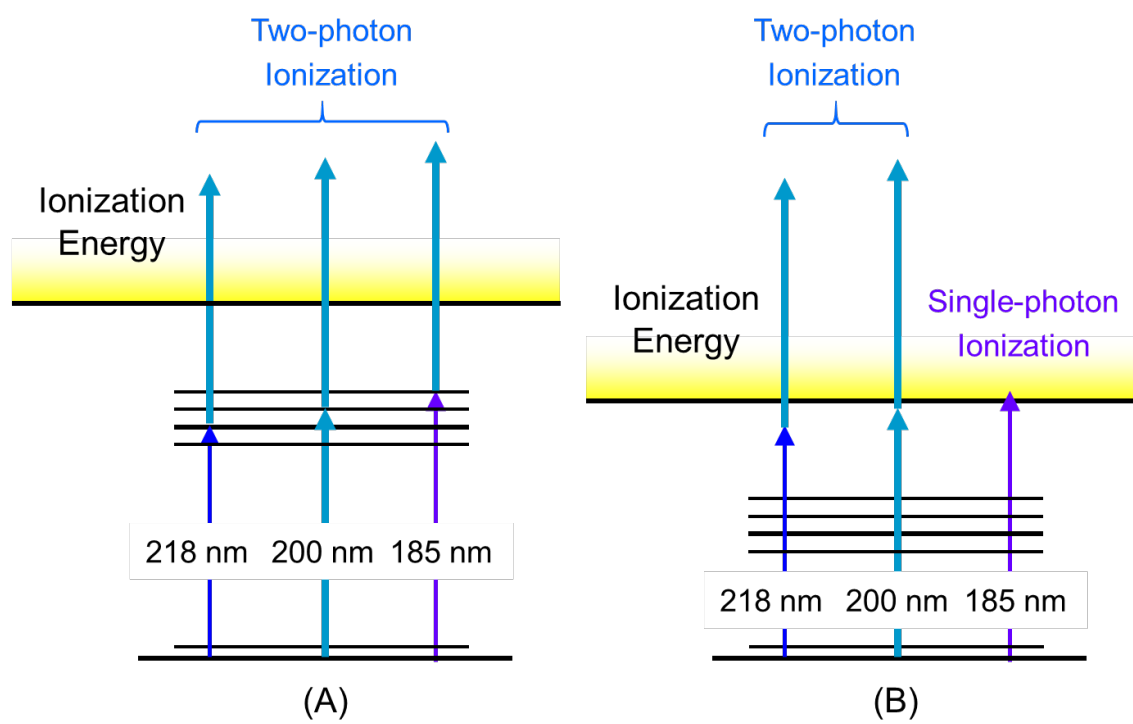 Two-photon
Ionization
Ionization
Energy
218 nm 200 nm 185 nm
(A)
Two-photon
Ionization
Ionization
Energy
Single-photon
Ionization
218 nm 200 nm 185 nm
(B)